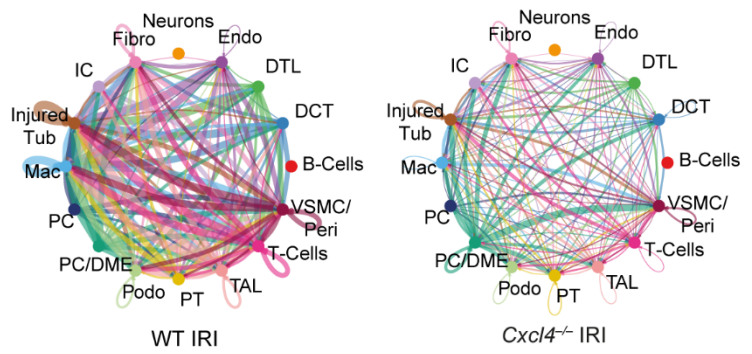 Neurons
Fibro
Endo
IC
DTL
Injured
Tub
DCT
Mac
B-Cells
PC
VSMC/
Peri
PC/DME
T-Cells
Podo
PT
TAL
WT IRI
Neurons
Fibro
Endo
IC
DTL
Injured
Tub
DCT
Mac
B-Cells
PC
VSMC/
Peri
PC/DME
T-Cells
Podo
PT
TAL
Cxcl4⁻/⁻ IRI